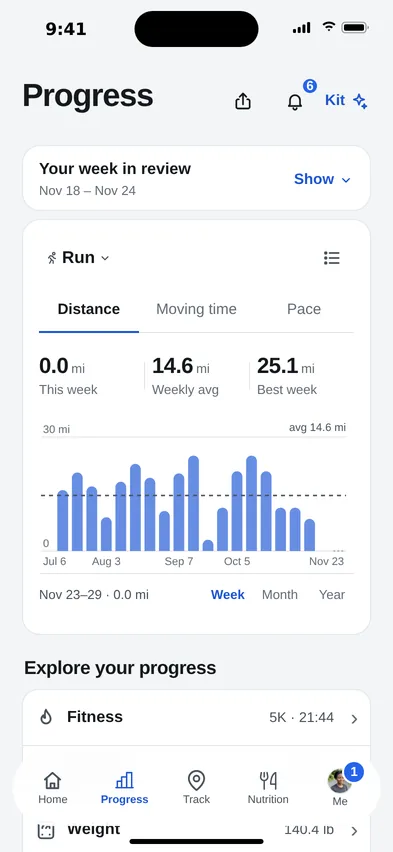 9:41
Progress
6
Kit
Your week in review
Nov 18 – Nov 24
Show
Run
Distance Moving time Pace
0.0 mi 14.6 mi 25.1 mi
This week Weekly avg Best week
30 mi avg 14.6 mi
0
Jul 6 Aug 3 Sep 7 Oct 5 Nov 23
Nov 23–29 · 0.0 mi Week Month Year
Explore your progress
Fitness 5K · 21:44
1
Home Progress Track Nutrition Me
Weight 140.4 lb